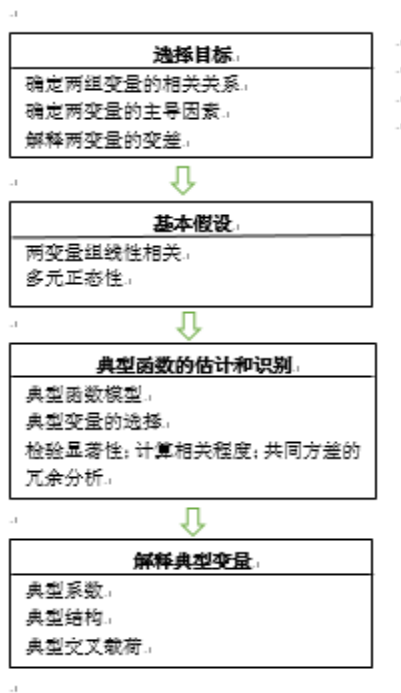 选择目标
确定两组变量的相关关系
确定两变量的主导因素
解释两变量的变差
基本假设
两变量组线性相关
多元正态性
典型函数的估计和识别
典型函数模型
典型变量的选择
检验显著性；计算相关程度；共同方差的
冗余分析
解释典型变量
典型系数
典型结构
典型交叉载荷